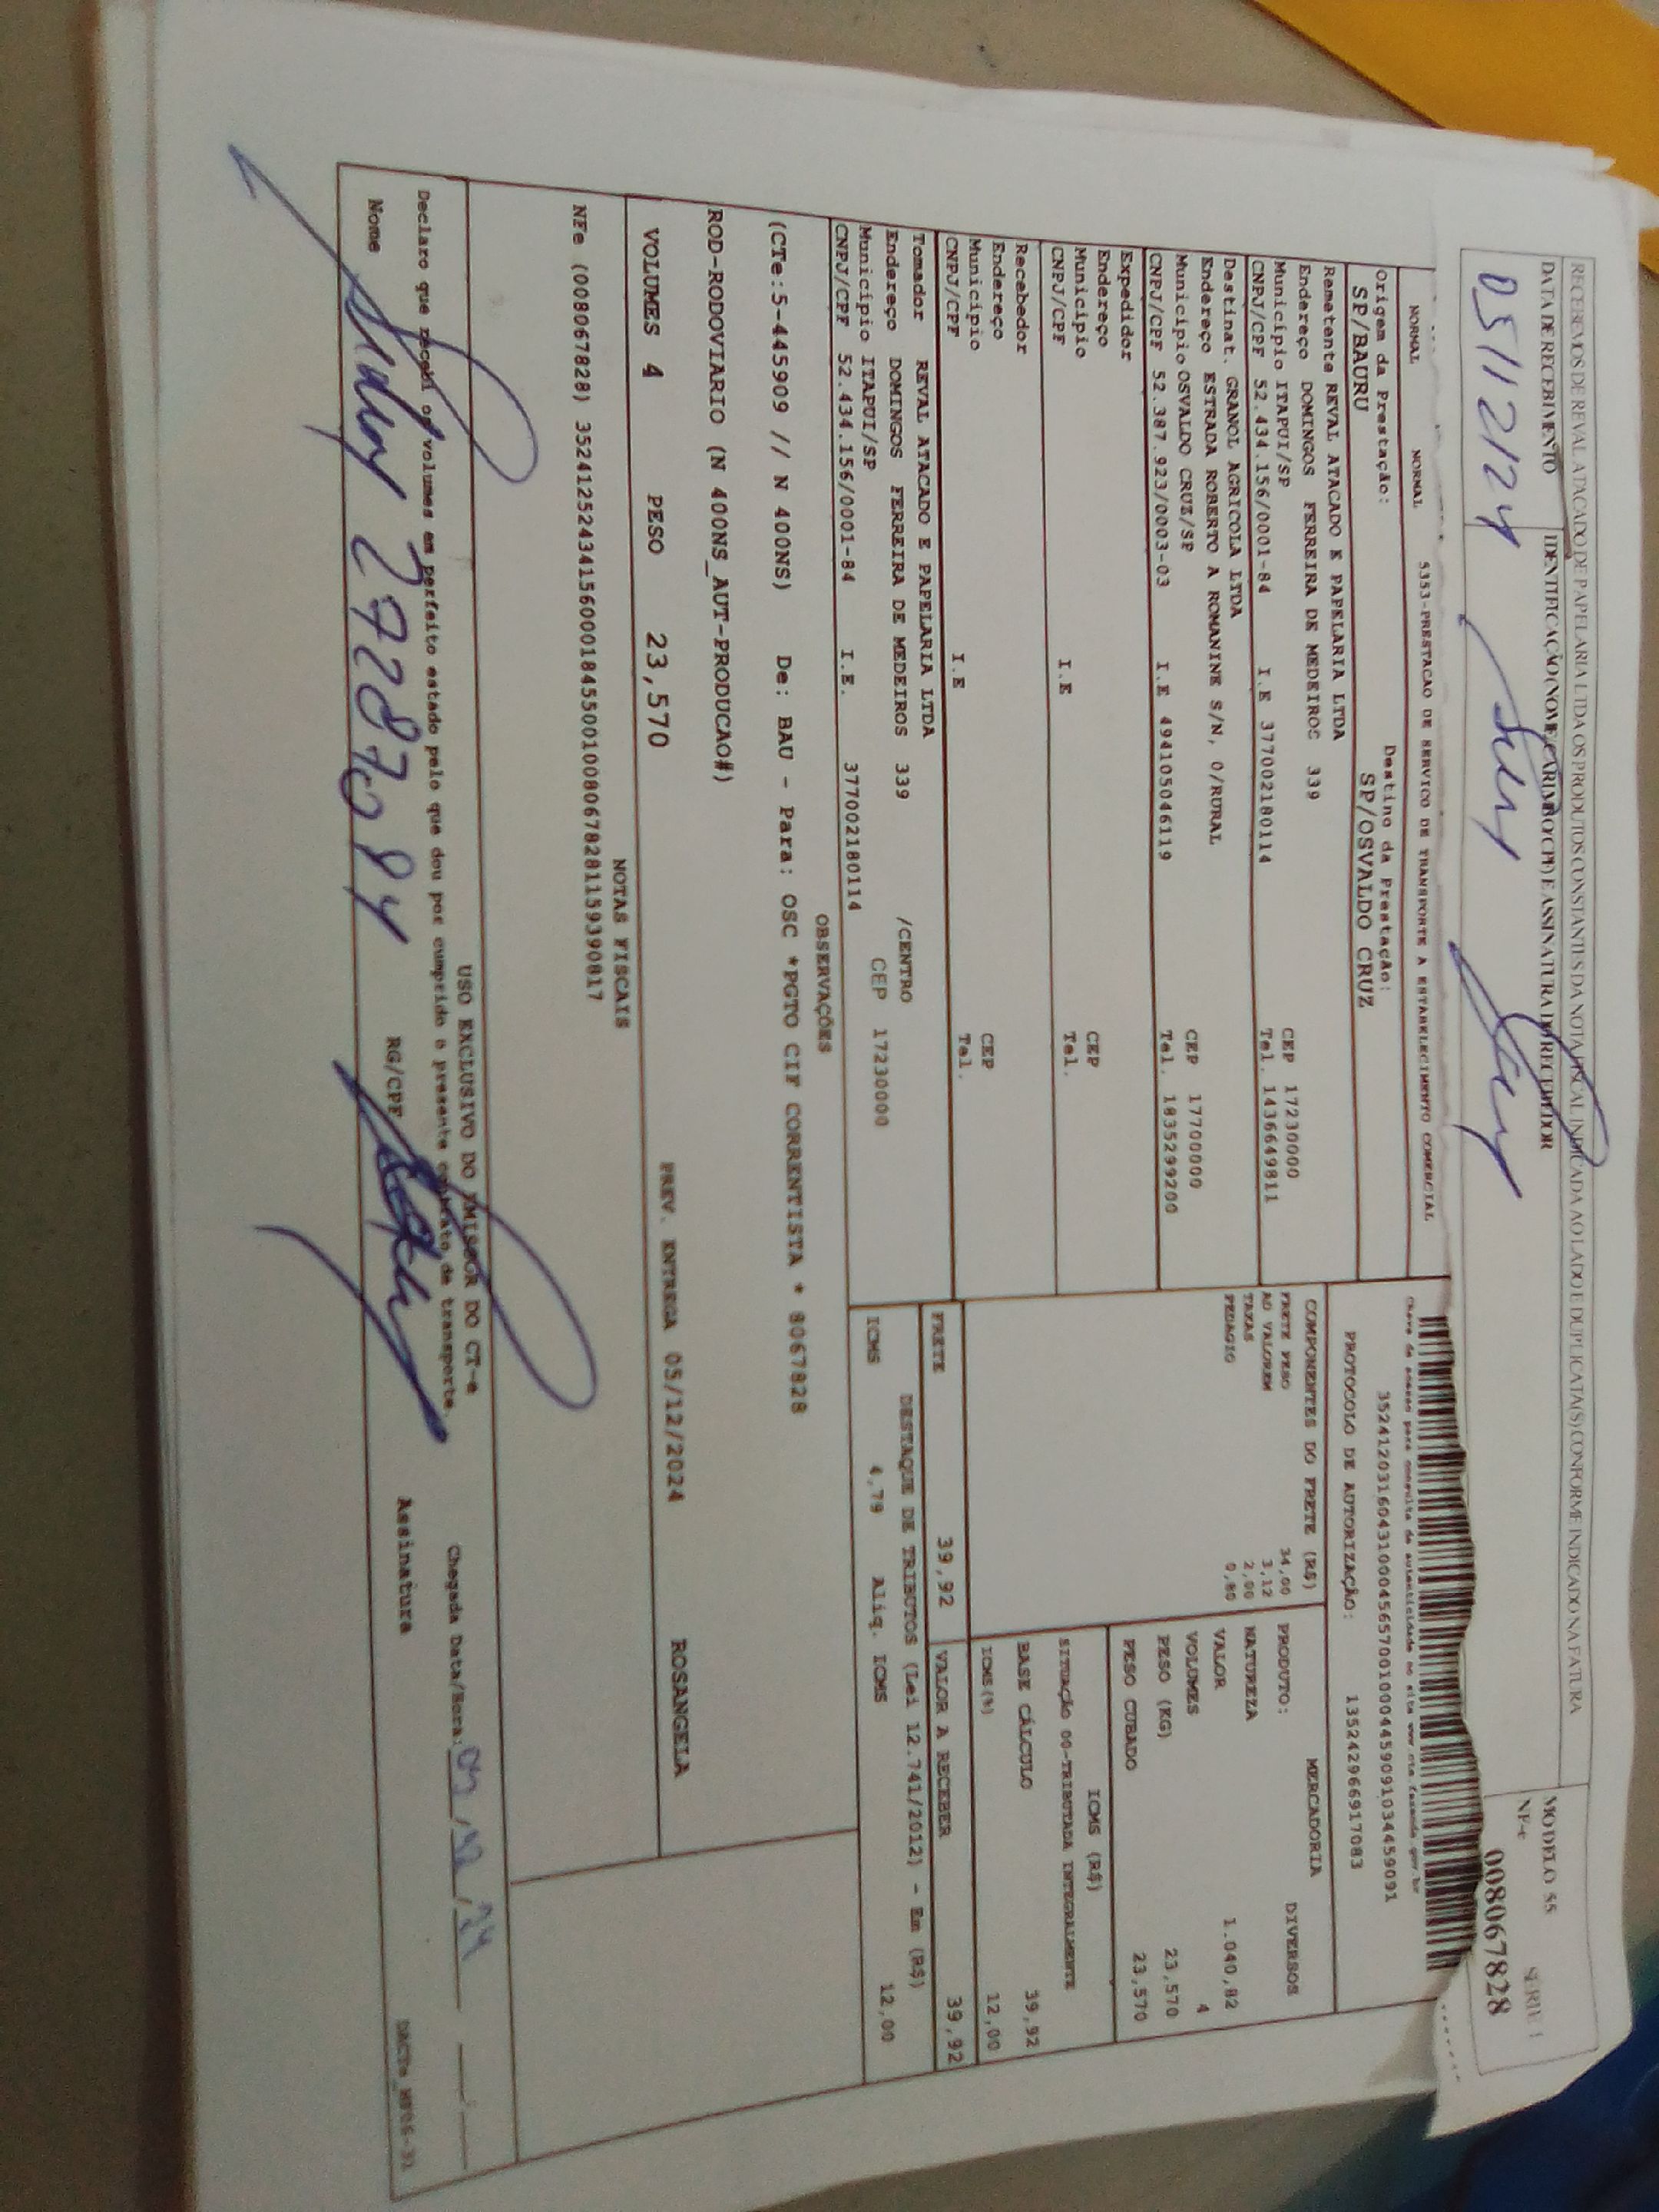 RECEBEMOS DE REVAL ATACADO DE PAPELARIA LTDA OS PRODUTOS CONSTANTES DA NOTA FISCAL INDICADA AO LADO E DUPLICATA(S) CONFORME INDICADO NA FATURA
DATA DE RECEBIMENTO
IDENTIFICAÇÃO (NOME, CARIMBO (CPF) E ASSINATURA DO RECEBEDOR
MODELO 55
SÉRIE 1
NF-e
008067828
05/12/24
NORMAL NORMAL 5353-PRESTACAO DE SERVICO DE TRANSPORTE A ESTABELECIMENTO COMERCIAL
Origem da Prestação: Destino da Prestação:
SP/BAURU SP/OSVALDO CRUZ
Remetente REVAL ATACADO E PAPELARIA LTDA
Endereço DOMINGOS FERREIRA DE MEDEIROS 339
Município ITAPUI/SP CEP 17230000
CNPJ/CPF 52.434.156/0001-84 I.E 377002180114 Tel. 1436649811
Destinat. GRANOL AGRICOLA LTDA
Endereço ESTRADA ROBERTO A ROMANINE S/N, 0/RURAL
Município OSVALDO CRUZ/SP CEP 17700000
CNPJ/CPF 52.387.923/0003-03 I.E 494105046119 Tel. 1835299200
Expedidor
Endereço
Município CEP
CNPJ/CPF I.E Tel.
Recebedor
Endereço
Município CEP
CNPJ/CPF I.E Tel.
Tomador REVAL ATACADO E PAPELARIA LTDA
Endereço DOMINGOS FERREIRA DE MEDEIROS 339 /CENTRO
Município ITAPUI/SP CEP 17230000
CNPJ/CPF 52.434.156/0001-84 I.E. 377002180114
Chave de acesso para consulta de autenticidade no site www.cte.fazenda.gov.br
35241203160431000456570010004459091034459091
PROTOCOLO DE AUTORIZAÇÃO: 135242966917083
COMPONENTES DO FRETE (R$)
FRETE PESO 34,00
AD VALOREM 3,12
TAXAS 2,00
PEDAGIO 0,80
MERCADORIA
PRODUTO: DIVERSOS
NATUREZA
VALOR 1.040,82
VOLUMES 4
PESO (KG) 23,570
PESO CUBADO 23,570
ICMS (R$)
SITUAÇÃO 00-TRIBUTADA INTEGRALMENTE
BASE CÁLCULO 39,92
ICMS(%) 12,00
FRETE 39,92 VALOR A RECEBER 39,92
DESTAQUE DE TRIBUTOS (Lei 12.741/2012) - Em (R$)
ICMS 4,79 Aliq. ICMS 12,00
OBSERVAÇÕES
(CTe:5-445909 // N 400NS) De: BAU - Para: OSC *PGTO CIF CORRENTISTA * 8067828
ROD-RODOVIARIO (N 400NS_AUT-PRODUCAO#)
VOLUMES 4 PESO 23,570 PREV. ENTREGA 05/12/2024 ROSANGELA
NOTAS FISCAIS
NFe (008067828) 35241252434156000184550010080678281159390817
USO EXCLUSIVO DO EMISSOR DO CT-e
Declaro que recebi os volumes em perfeito estado pelo que dou por cumprido o presente contrato de transporte.
Chegada Data/Hora:
Nome RG/CPF Assinatura